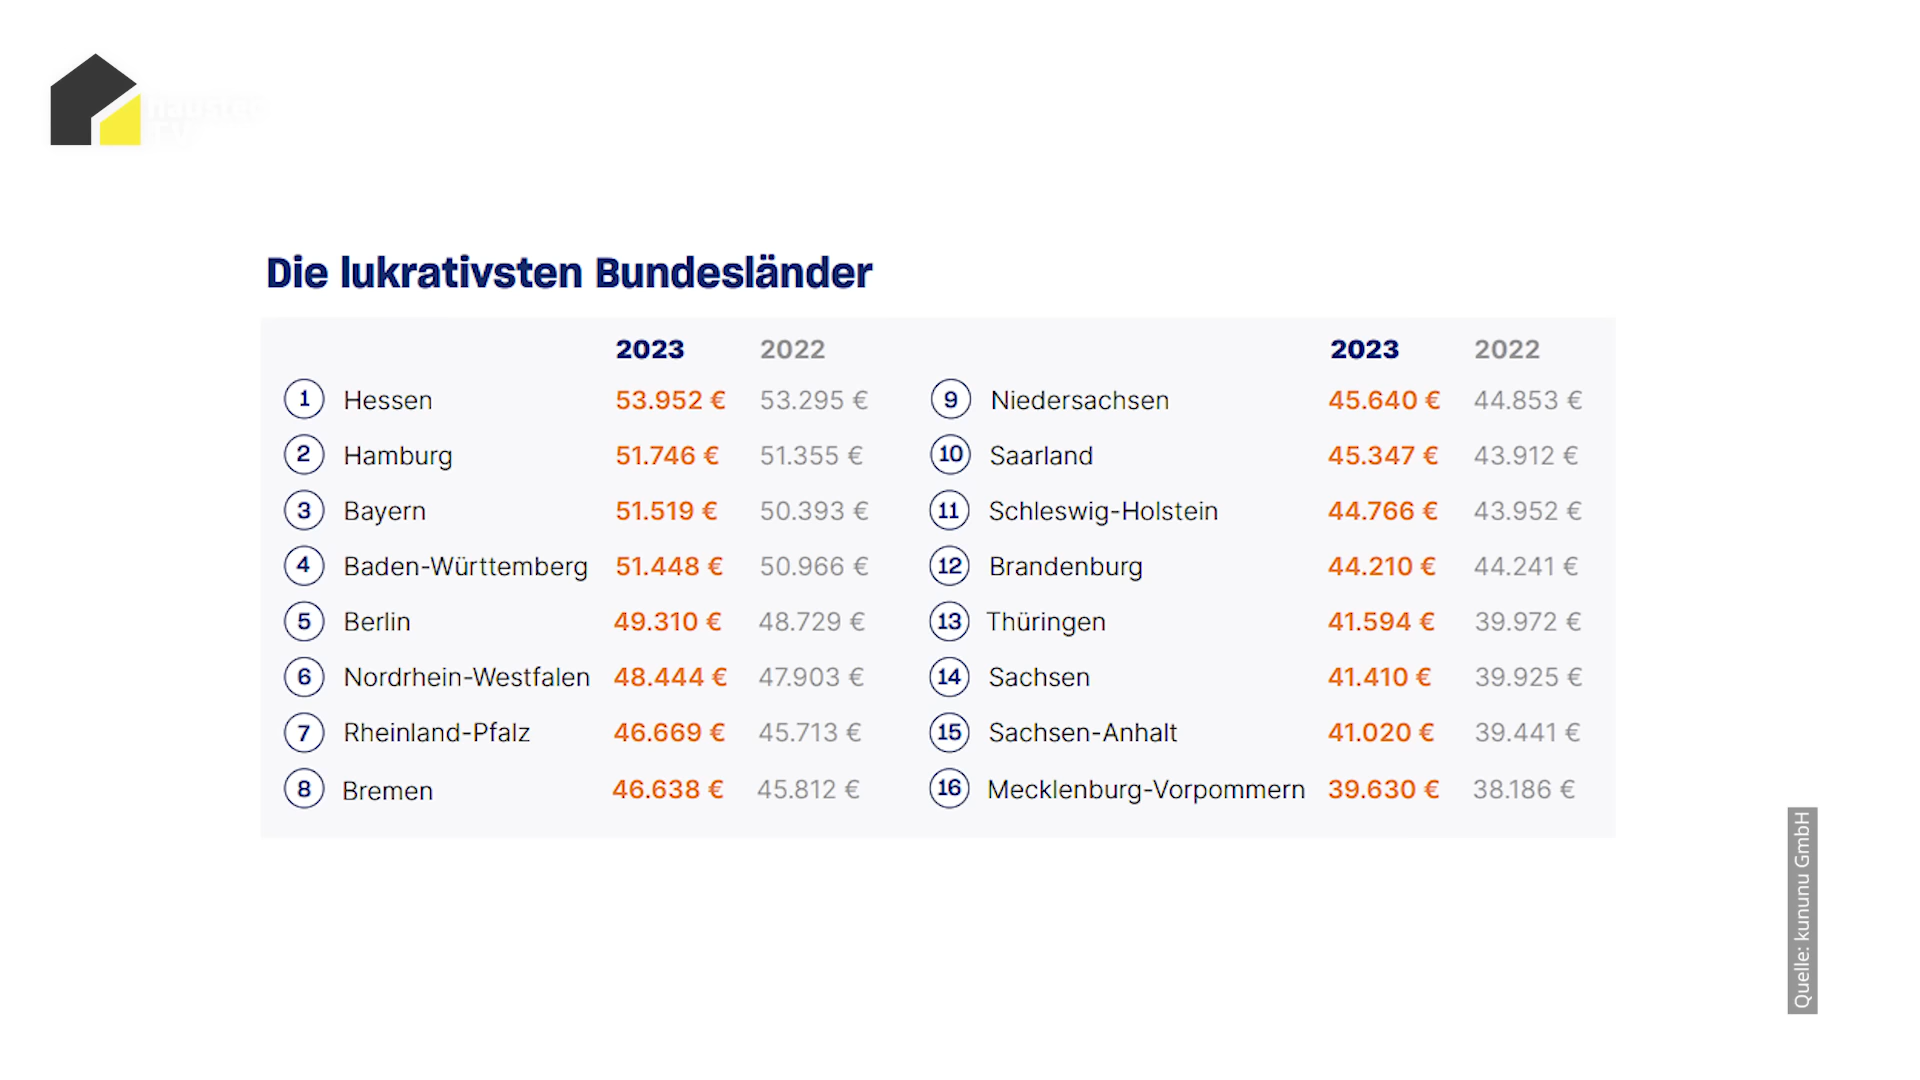 Die lukrativsten Bundesländer
2023 2022
1 Hessen 53.952 € 53.295 €
2 Hamburg 51.746 € 51.355 €
3 Bayern 51.519 € 50.393 €
4 Baden-Württemberg 51.448 € 50.966 €
5 Berlin 49.310 € 48.729 €
6 Nordrhein-Westfalen 48.444 € 47.903 €
7 Rheinland-Pfalz 46.669 € 45.713 €
8 Bremen 46.638 € 45.812 €
2023 2022
9 Niedersachsen 45.640 € 44.853 €
10 Saarland 45.347 € 43.912 €
11 Schleswig-Holstein 44.766 € 43.952 €
12 Brandenburg 44.210 € 44.241 €
13 Thüringen 41.594 € 39.972 €
14 Sachsen 41.410 € 39.925 €
15 Sachsen-Anhalt 41.020 € 39.441 €
16 Mecklenburg-Vorpommern 39.630 € 38.186 €
Quelle: kununu GmbH